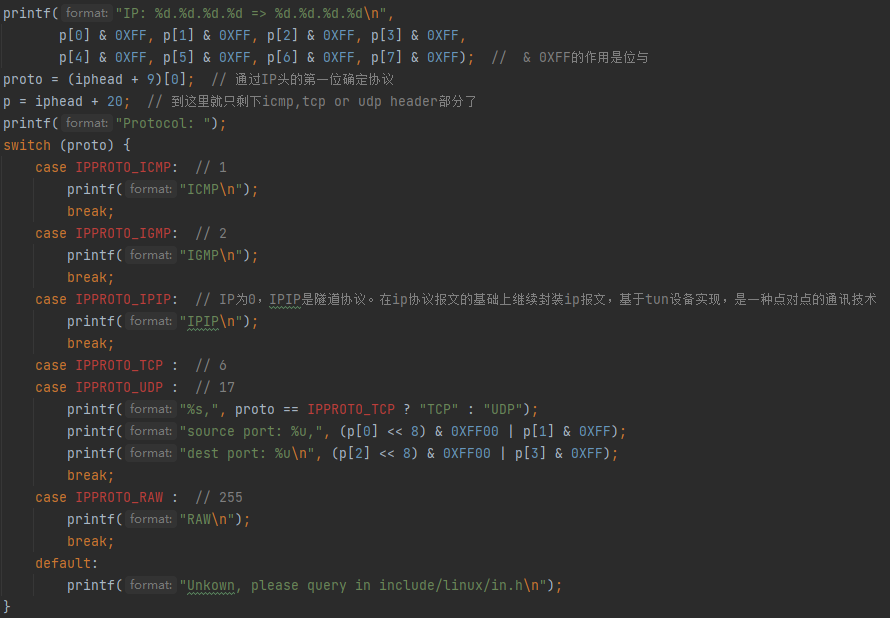 printf( format: "IP: %d.%d.%d.%d => %d.%d.%d.%d\n",
p[0] & 0XFF, p[1] & 0XFF, p[2] & 0XFF, p[3] & 0XFF,
p[4] & 0XFF, p[5] & 0XFF, p[6] & 0XFF, p[7] & 0XFF);  //  & 0XFF的作用是位与
proto = (iphead + 9)[0];  // 通过IP头的第一位确定协议
p = iphead + 20;  // 到这里就只剩下icmp,tcp or udp header部分了
printf( format: "Protocol: ");
switch (proto) {
case IPPROTO_ICMP:  // 1
printf( format: "ICMP\n");
break;
case IPPROTO_IGMP:  // 2
printf( format: "IGMP\n");
break;
case IPPROTO_IPIP:  // IP为0，IPIP是隧道协议。在ip协议报文的基础上继续封装ip报文，基于tun设备实现，是一种点对点的通讯技术
printf( format: "IPIP\n");
break;
case IPPROTO_TCP :  // 6
case IPPROTO_UDP :  // 17
printf( format: "%s,", proto == IPPROTO_TCP ? "TCP" : "UDP");
printf( format: "source port: %u,", (p[0] << 8) & 0XFF00 | p[1] & 0XFF);
printf( format: "dest port: %u\n", (p[2] << 8) & 0XFF00 | p[3] & 0XFF);
break;
case IPPROTO_RAW :  // 255
printf( format: "RAW\n");
break;
default:
printf( format: "Unkown, please query in include/linux/in.h\n");
}